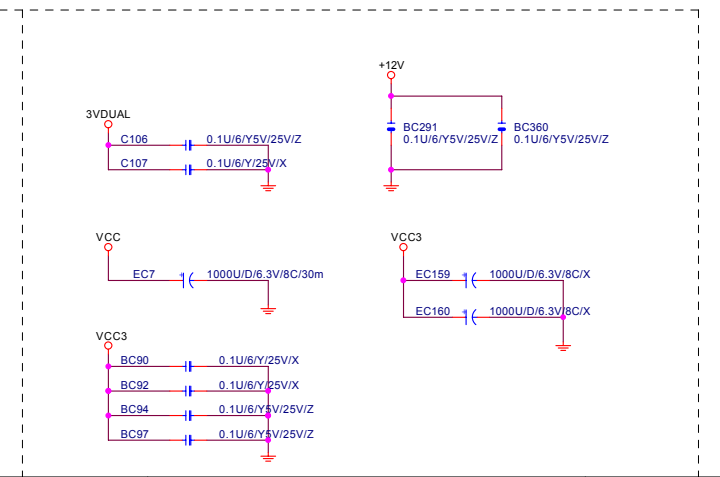 +12V
3VDUAL
BC291
0.1U/6/Y5V/25V/Z
BC360
0.1U/6/Y5V/25V/Z
C106 0.1U/6/Y5V/25V/Z
C107 0.1U/6/Y/25V/X
VCC
EC7 1000U/D/6.3V/8C/30m
VCC3
EC159 1000U/D/6.3V/8C/X
EC160 1000U/D/6.3V/8C/X
VCC3
BC90 0.1U/6/Y/25V/X
BC92 0.1U/6/Y/25V/X
BC94 0.1U/6/Y5V/25V/Z
BC97 0.1U/6/Y5V/25V/Z